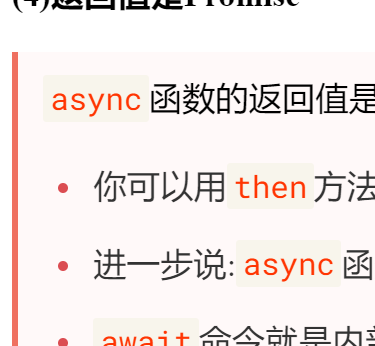 (4)返回值是Promise
async函数的返回值是
你可以用then方法
进一步说:async函
await命令就是内部